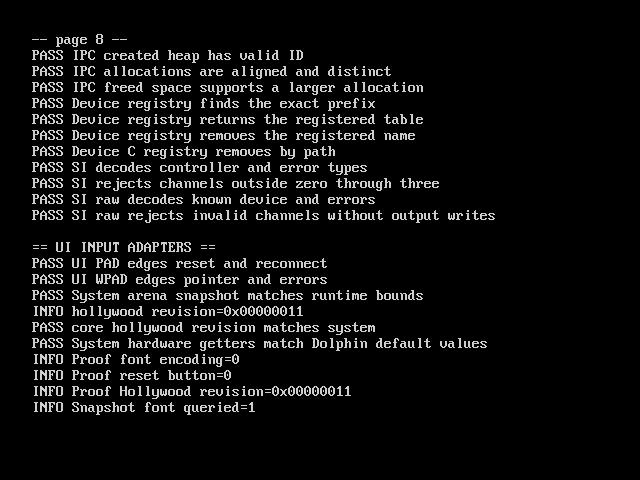 -- page 8 --
PASS IPC created heap has valid ID
PASS IPC allocations are aligned and distinct
PASS IPC freed space supports a larger allocation
PASS Device registry finds the exact prefix
PASS Device registry returns the registered table
PASS Device registry removes the registered name
PASS Device C registry removes by path
PASS SI decodes controller and error types
PASS SI rejects channels outside zero through three
PASS SI raw decodes known device and errors
PASS SI raw rejects invalid channels without output writes
== UI INPUT ADAPTERS ==
PASS UI PAD edges reset and reconnect
PASS UI WPAD edges pointer and errors
PASS System arena snapshot matches runtime bounds
INFO hollywood revision=0x00000011
PASS core hollywood revision matches system
PASS System hardware getters match Dolphin default values
INFO Proof font encoding=0
INFO Proof reset button=0
INFO Proof Hollywood revision=0x00000011
INFO Snapshot font queried=1